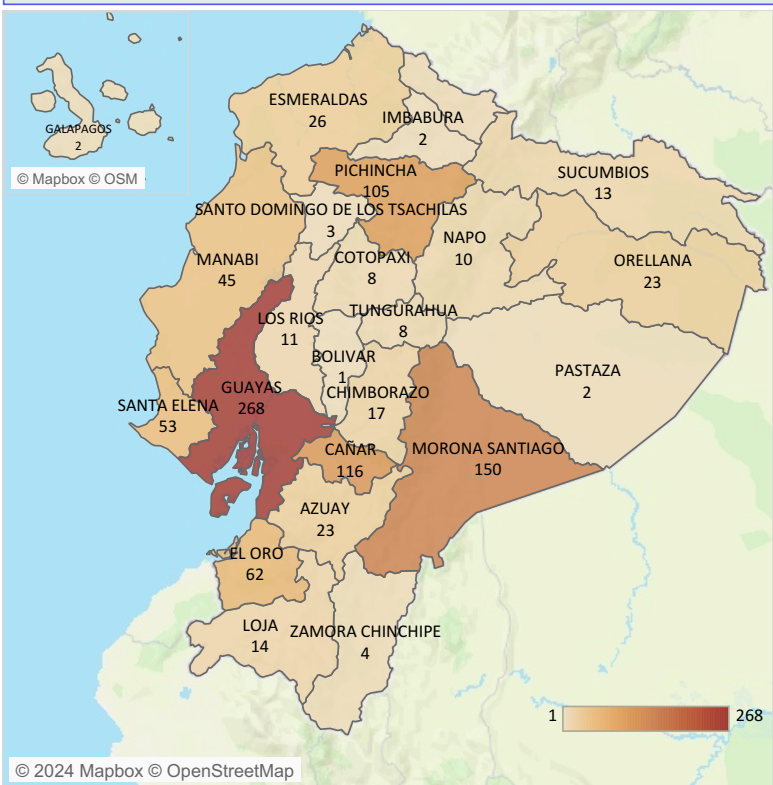 GALAPAGOS
2
© Mapbox © OSM
ESMERALDAS
26
IMBABURA
2
PICHINCHA
105
SUCUMBIOS
13
SANTO DOMINGO DE LOS TSACHILAS
3
NAPO
10
MANABI
45
COTOPAXI
8
ORELLANA
23
LOS RIOS
11
TUNGURAHUA
8
BOLIVAR
1
PASTAZA
2
GUAYAS
268
CHIMBORAZO
17
SANTA ELENA
53
CAÑAR
116
MORONA SANTIAGO
150
AZUAY
23
EL ORO
62
LOJA
14
ZAMORA CHINCHIPE
4
1
268
© 2024 Mapbox © OpenStreetMap